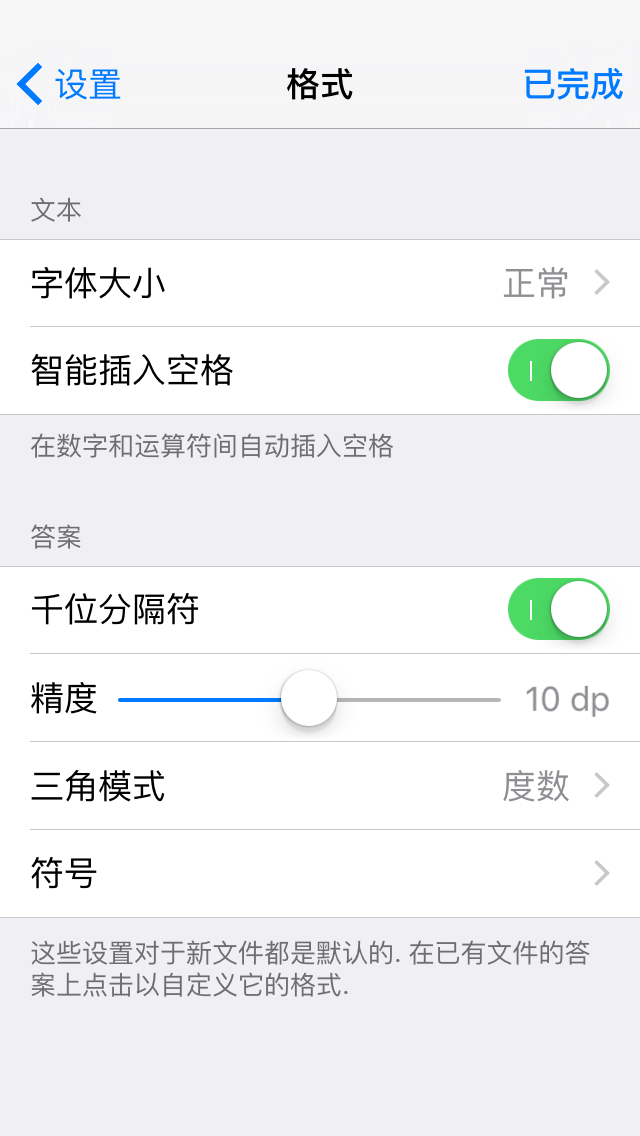 设置
格式
已完成
文本
字体大小 正常
智能插入空格
在数字和运算符间自动插入空格
答案
千位分隔符
精度 10 dp
三角模式 度数
符号
这些设置对于新文件都是默认的. 在已有文件的答
案上点击以自定义它的格式.